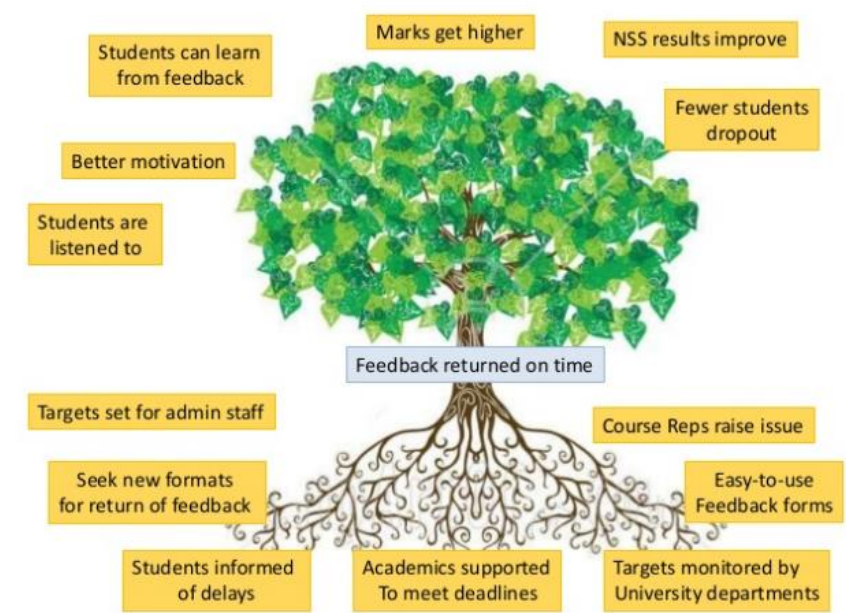 Marks get higher
NSS results improve
Students can learn
from feedback
Fewer students
dropout
Better motivation
Students are
listened to
Feedback returned on time
Targets set for admin staff
Course Reps raise issue
Seek new formats
for return of feedback
Easy-to-use
Feedback forms
Students informed
of delays
Academics supported
To meet deadlines
Targets monitored by
University departments